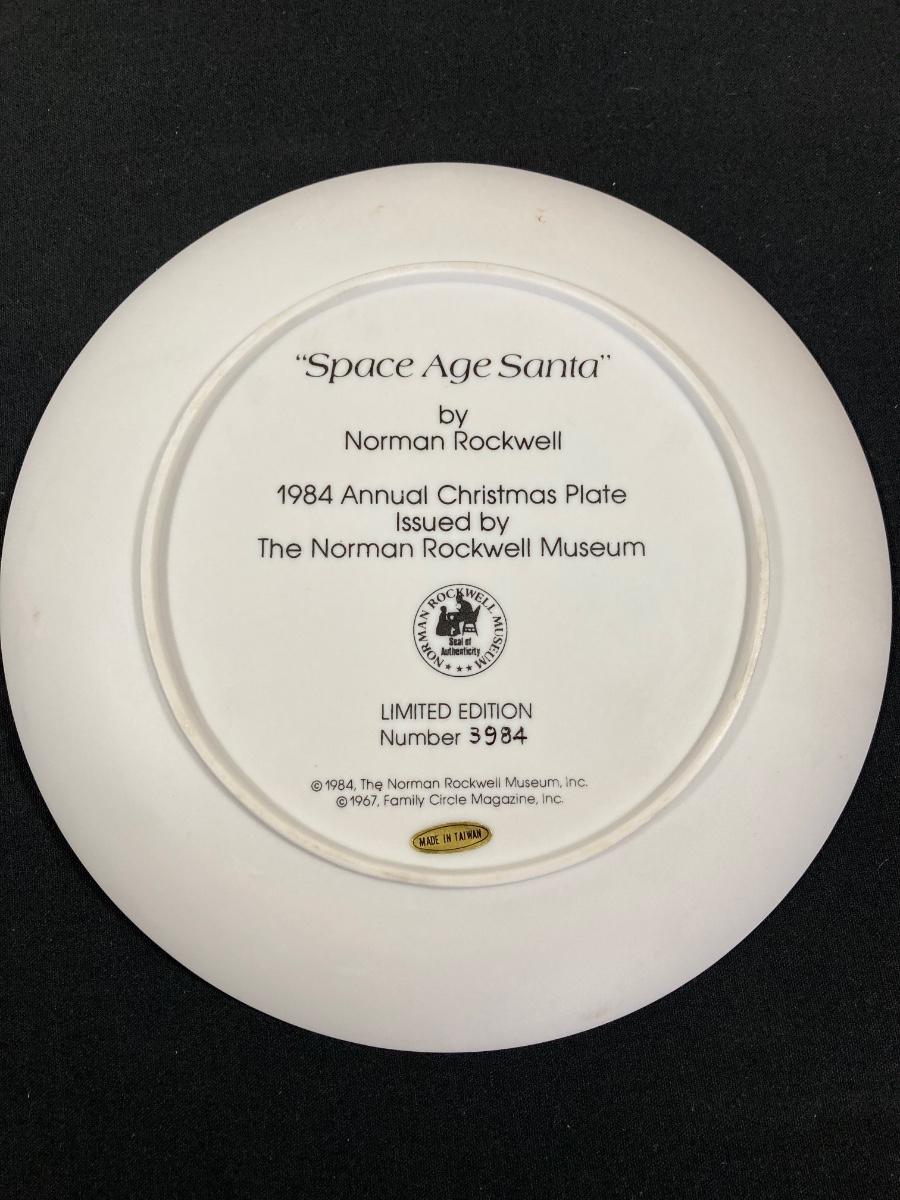 “Space Age Santa”
by
Norman Rockwell
1984 Annual Christmas Plate
Issued by
The Norman Rockwell Museum
NORMAN ROCKWELL MUSEUM
Seal of
Authenticity
LIMITED EDITION
Number 3984
©1984, The Norman Rockwell Museum, Inc.
©1967, Family Circle Magazine, Inc.
MADE IN TAIWAN